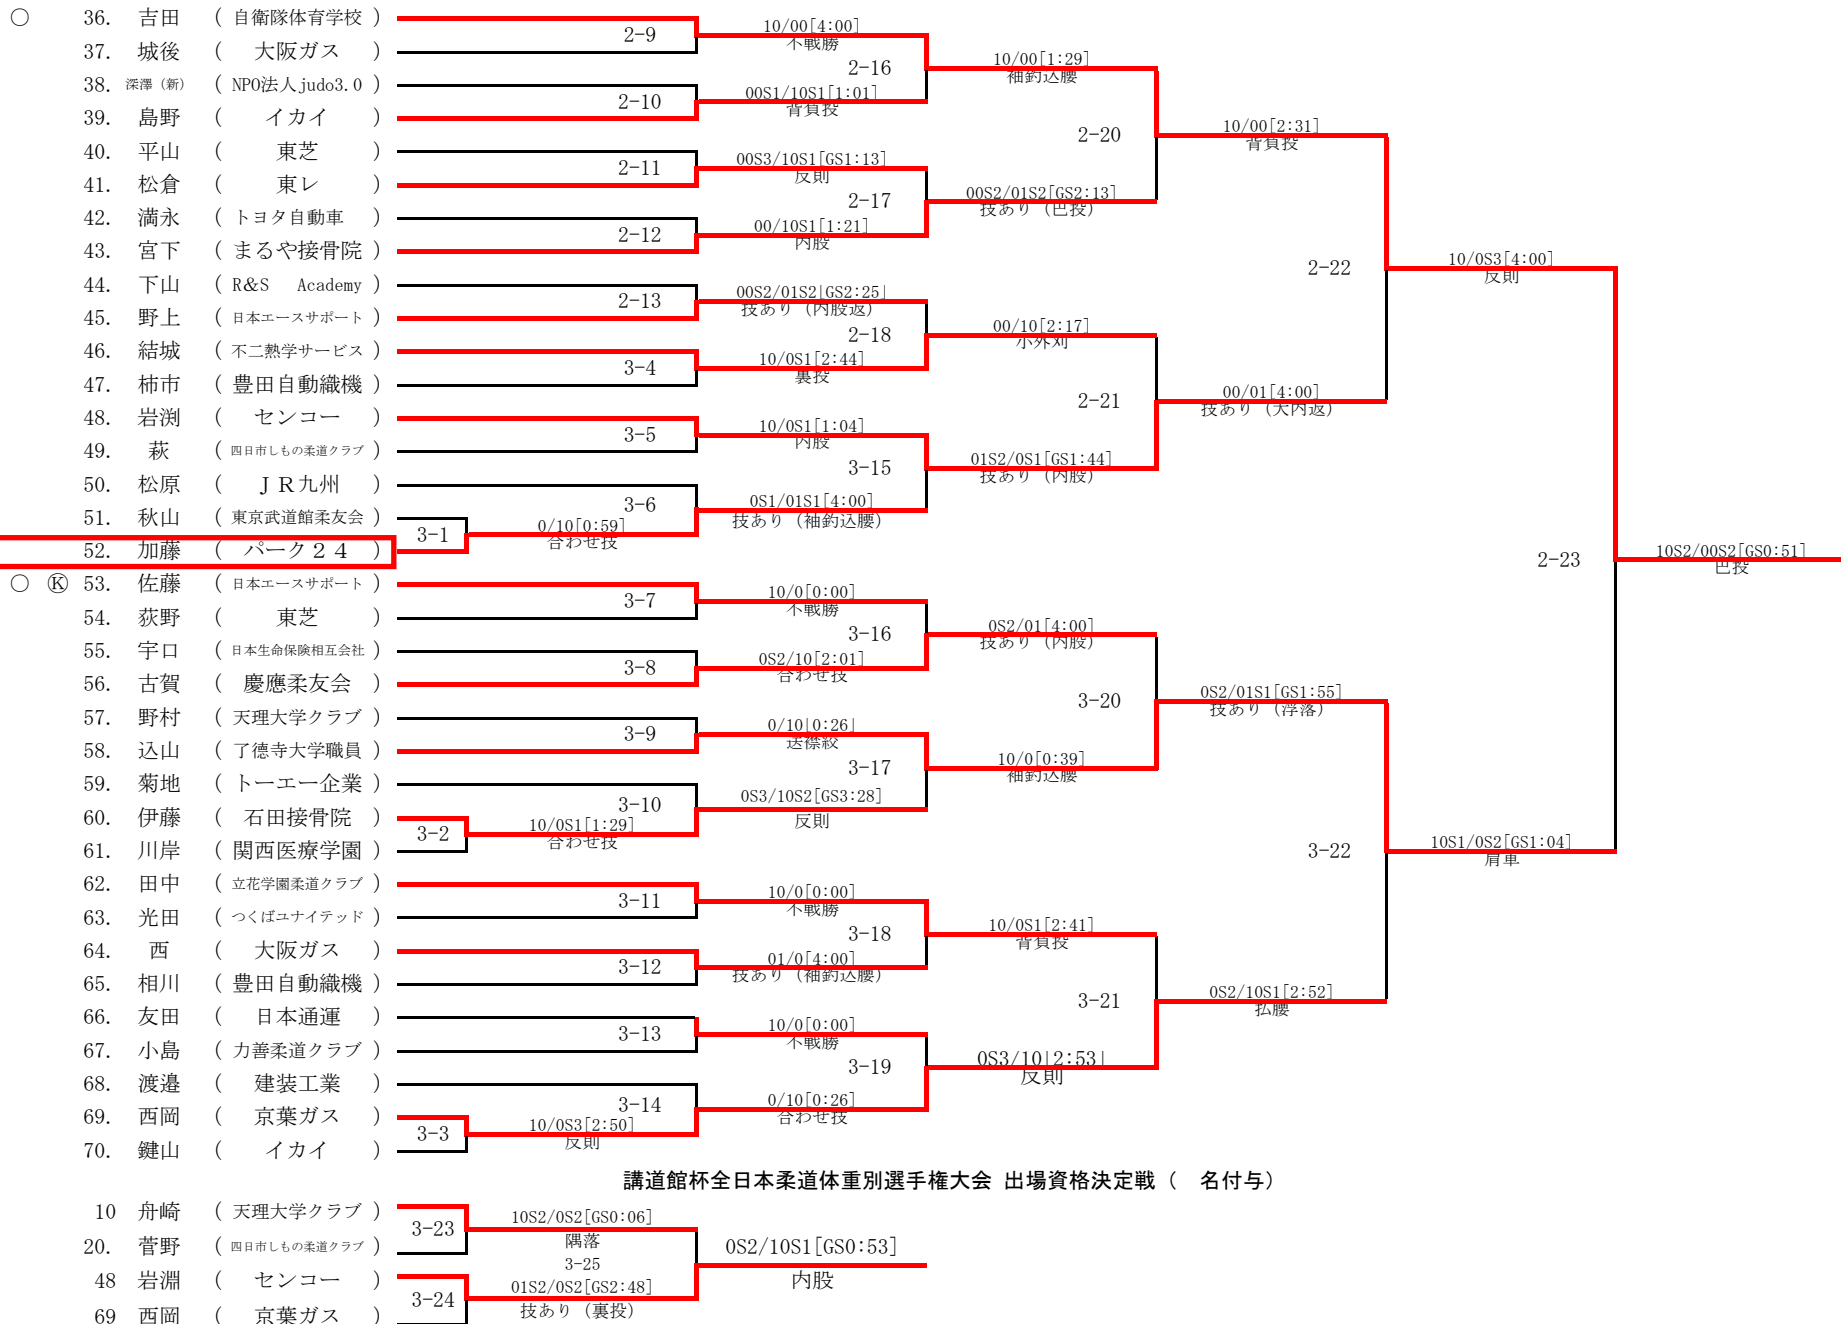 ○ 36. 吉田 ( 自衛隊体育学校 )
37. 城後 ( 大阪ガス )
38. 深澤（新） ( NPO法人judo3.0 )
39. 島野 ( イカイ )
40. 平山 ( 東芝 )
41. 松倉 ( 東レ )
42. 満永 ( トヨタ自動車 )
43. 宮下 ( まるや接骨院 )
44. 下山 ( R&S Academy )
45. 野上 ( 日本エースサポート )
46. 結城 ( 不二熱学サービス )
47. 柿市 ( 豊田自動織機 )
48. 岩渕 ( センコー )
49. 萩 ( 四日市しもの柔道クラブ )
50. 松原 ( ＪＲ九州 )
51. 秋山 ( 東京武道館柔友会 )
52. 加藤 ( パーク２４ )
○ Ⓚ 53. 佐藤 ( 日本エースサポート )
54. 荻野 ( 東芝 )
55. 宇口 ( 日本生命保険相互会社 )
56. 古賀 ( 慶應柔友会 )
57. 野村 ( 天理大学クラブ )
58. 込山 ( 了德寺大学職員 )
59. 菊地 ( トーエー企業 )
60. 伊藤 ( 石田接骨院 )
61. 川岸 ( 関西医療学園 )
62. 田中 ( 立花学園柔道クラブ )
63. 光田 ( つくばユナイテッド )
64. 西 ( 大阪ガス )
65. 相川 ( 豊田自動織機 )
66. 友田 ( 日本通運 )
67. 小島 ( 力善柔道クラブ )
68. 渡邉 ( 建装工業 )
69. 西岡 ( 京葉ガス )
70. 鍵山 ( イカイ )
3-1
0/10[0:59]
合わせ技
3-2
10/0S1[1:29]
合わせ技
3-3
10/0S3[2:50]
反則
2-9
10/00[4:00]
不戦勝
2-10
00S1/10S1[1:01]
背負投
2-11
00S3/10S1[GS1:13]
反則
2-12
00/10S1[1:21]
内股
2-13
00S2/01S2[GS2:25]
技あり（内股返）
3-4
10/0S1[2:44]
裏投
3-5
10/0S1[1:04]
内股
3-6
0S1/01S1[4:00]
技あり（袖釣込腰）
3-7
10/0[0:00]
不戦勝
3-8
0S2/10[2:01]
合わせ技
3-9
0/10[0:26]
送襟絞
3-10
0S3/10S2[GS3:28]
反則
3-11
10/0[0:00]
不戦勝
3-12
01/0[4:00]
技あり（袖釣込腰）
3-13
10/0[0:00]
不戦勝
3-14
0/10[0:26]
合わせ技
2-16
10/00[1:29]
袖釣込腰
2-17
00S2/01S2[GS2:13]
技あり（巴投）
2-18
00/10[2:17]
小外刈
3-15
01S2/0S1[GS1:44]
技あり（内股）
3-16
0S2/01[4:00]
技あり（内股）
3-17
10/0[0:39]
袖釣込腰
3-18
10/0S1[2:41]
背負投
3-19
0S3/10[2:53]
反則
2-20
10/00[2:31]
背負投
2-21
00/01[4:00]
技あり（大内返）
3-20
0S2/01S1[GS1:55]
技あり（浮落）
3-21
0S2/10S1[2:52]
払腰
2-22
10/0S3[4:00]
反則
3-22
10S1/0S2[GS1:04]
肩車
2-23
10S2/00S2[GS0:51]
巴投
講道館杯全日本柔道体重別選手権大会 出場資格決定戦（ 名付与）
10 舟崎 ( 天理大学クラブ )
20. 菅野 ( 四日市しもの柔道クラブ )
48 岩淵 ( センコー )
69 西岡 ( 京葉ガス )
3-23
10S2/0S2[GS0:06]
隅落
3-25
3-24
01S2/0S2[GS2:48]
技あり（裏投）
0S2/10S1[GS0:53]
内股